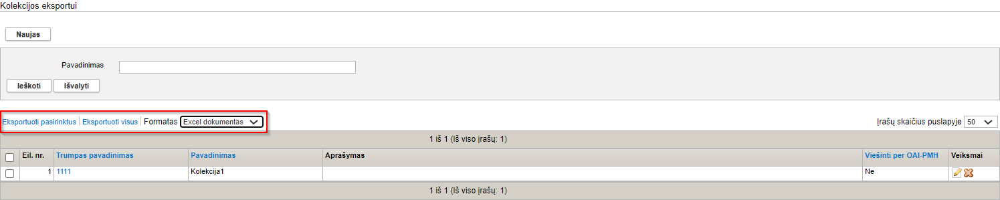 Kolekcijos eksportui
Naujas
Pavadinimas
Ieškoti Išvalyti
Eksportuoti pasirinktus Eksportuoti visus Formatas Excel dokumentas Įrašų skaičius puslapyje 50
1 iš 1 (Iš viso įrašų: 1)
Eil. nr. Trumpas pavadinimas Pavadinimas Aprašymas Viešinti per OAI-PMH Veiksmai
1 1111 Kolekcija1 Ne
1 iš 1 (Iš viso įrašų: 1)